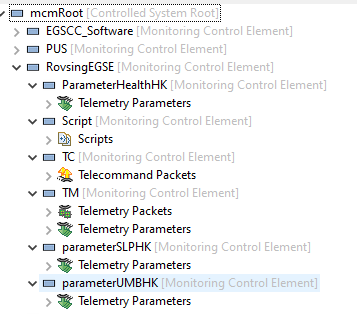 mcmRoot [Controlled System Root]
EGSCC_Software [Monitoring Control Element]
PUS [Monitoring Control Element]
RovsingEGSE [Monitoring Control Element]
ParameterHealthHK [Monitoring Control Element]
Telemetry Parameters
Script [Monitoring Control Element]
Scripts
TC [Monitoring Control Element]
Telecommand Packets
TM [Monitoring Control Element]
Telemetry Packets
Telemetry Parameters
parameterSLPHK [Monitoring Control Element]
Telemetry Parameters
parameterUMBHK [Monitoring Control Element]
Telemetry Parameters